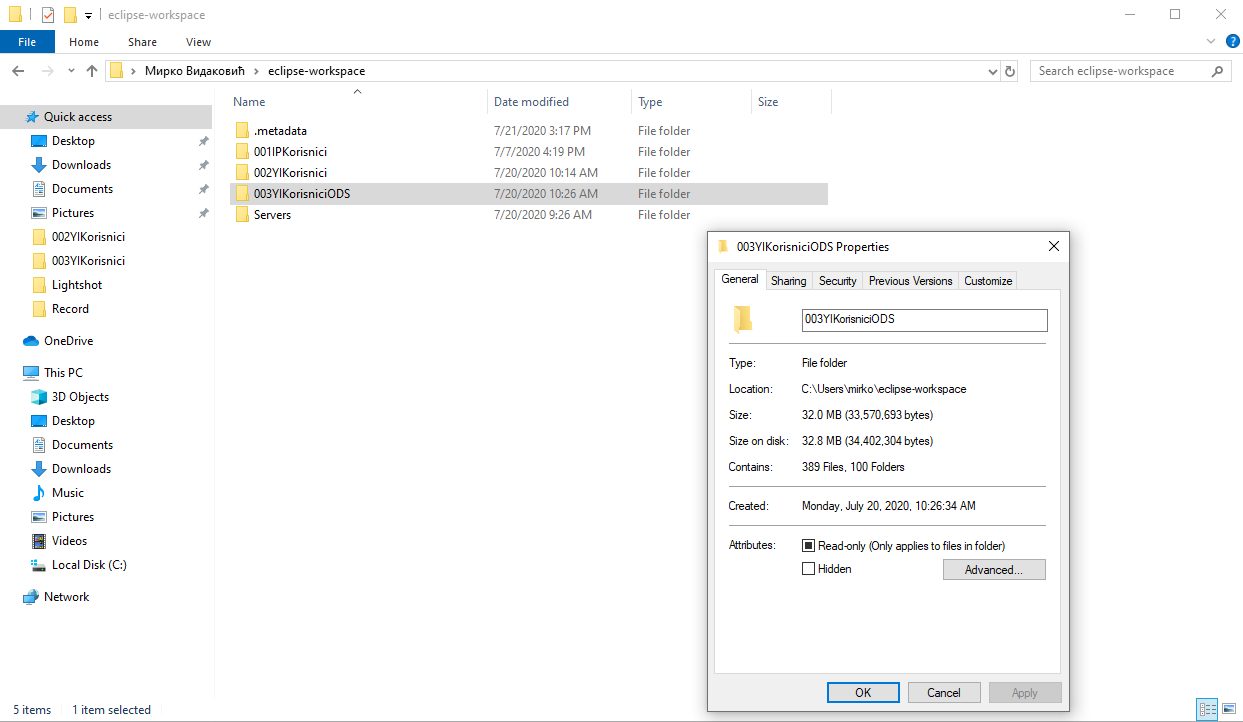 eclipse-workspace
File Home Share View
Мирко Видаковић eclipse-workspace Search eclipse-workspace
Name Date modified Type Size
.metadata 7/21/2020 3:17 PM File folder
001IPKorisnici 7/7/2020 4:19 PM File folder
002YIKorisnici 7/20/2020 10:14 AM File folder
003YIKorisniciODS 7/20/2020 10:26 AM File folder
Servers 7/20/2020 9:26 AM File folder
Quick access
Desktop
Downloads
Documents
Pictures
002YIKorisnici
003YIKorisnici
Lightshot
Record
OneDrive
This PC
3D Objects
Desktop
Documents
Downloads
Music
Pictures
Videos
Local Disk (C:)
Network
003YIKorisniciODS Properties
General Sharing Security Previous Versions Customize
003YIKorisniciODS
Type: File folder
Location: C:\Users\mirko\eclipse-workspace
Size: 32.0 MB (33,570,693 bytes)
Size on disk: 32.8 MB (34,402,304 bytes)
Contains: 389 Files, 100 Folders
Created: Monday, July 20, 2020, 10:26:34 AM
Attributes: Read-only (Only applies to files in folder)
Hidden Advanced...
OK Cancel Apply
5 items 1 item selected